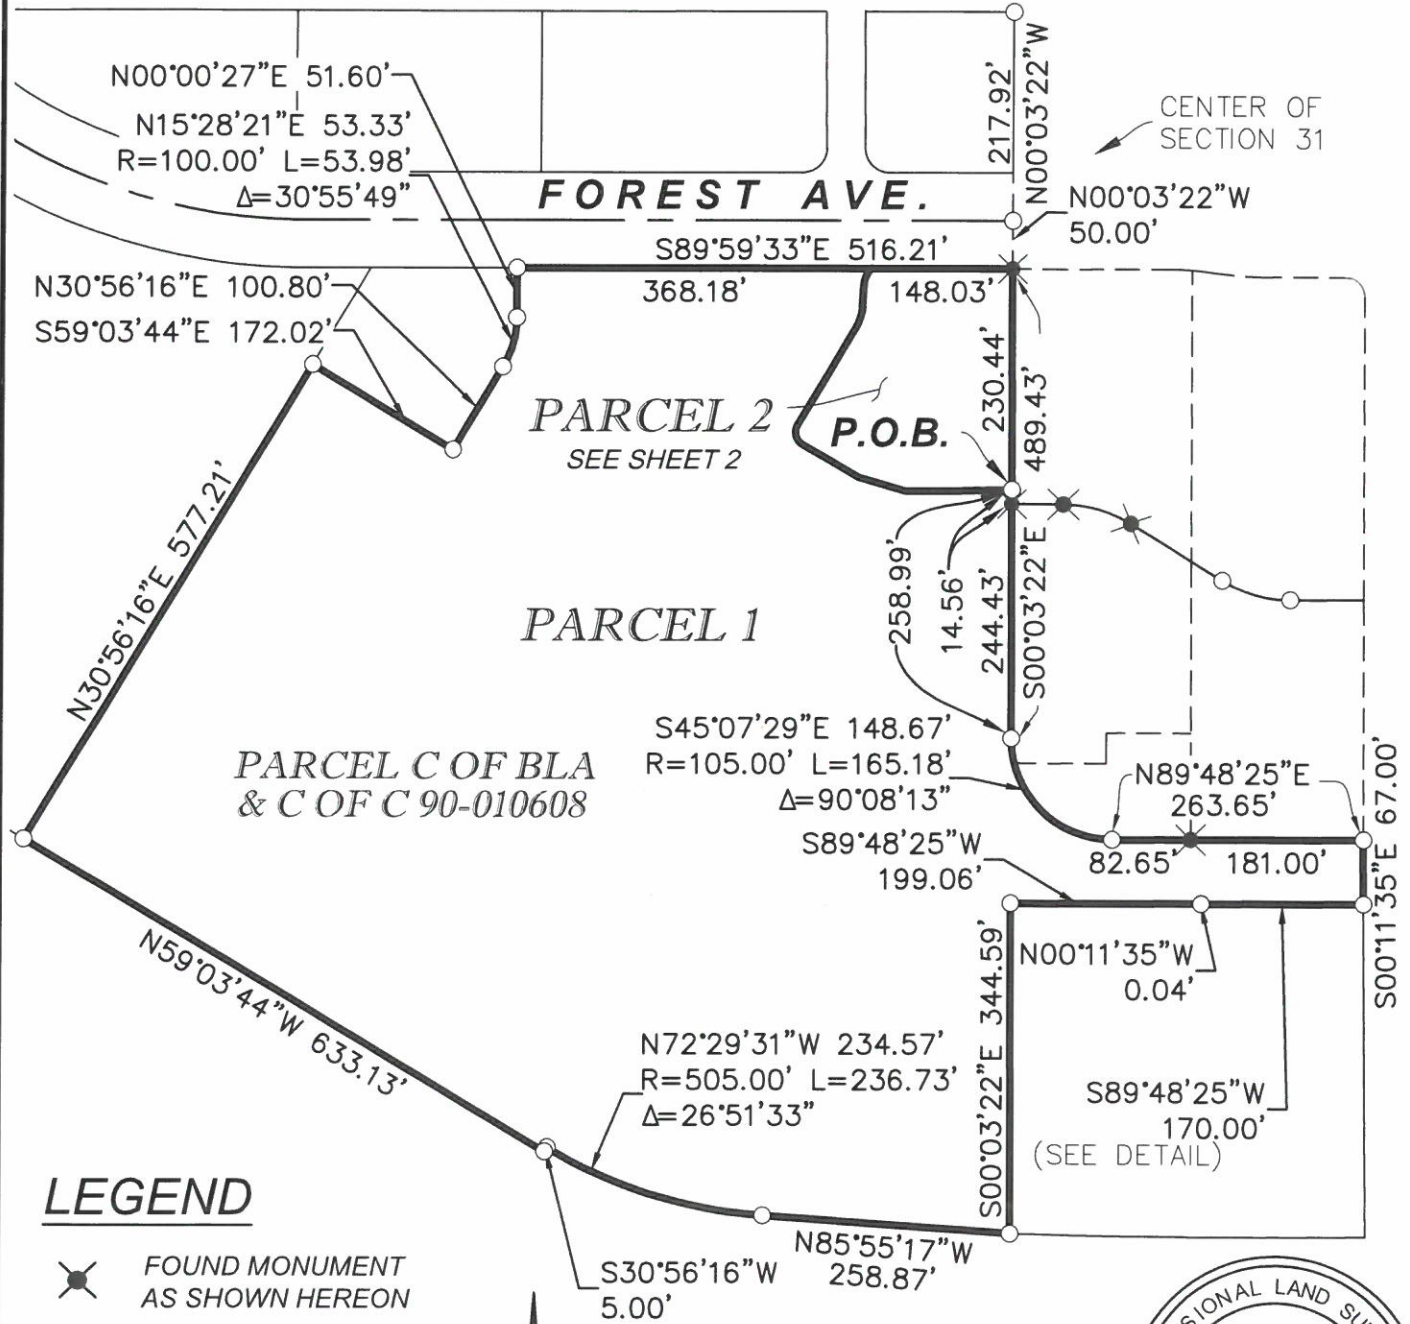 N00°00'27"E 51.60'
N15°28'21"E 53.33'
R=100.00' L=53.98'
Δ=30°55'49"
217.92'
N00°03'22"W
CENTER OF
SECTION 31
FOREST AVE.
N00°03'22"W
50.00'
S89°59'33"E 516.21'
368.18'
148.03'
N30°56'16"E 100.80'
S59°03'44"E 172.02'
230.44'
489.43'
PARCEL 2
SEE SHEET 2
P.O.B.
N30°56'16"E 577.21'
258.99'
14.56'
244.43'
S00°03'22"E
PARCEL 1
PARCEL C OF BLA
& C OF C 90-010608
S45°07'29"E 148.67'
R=105.00' L=165.18'
Δ=90°08'13"
N89°48'25"E
263.65'
S89°48'25"W
199.06'
82.65'
181.00'
S00°11'35"E 67.00'
N59°03'44"W 633.13'
S00°03'22"E 344.59'
N00°11'35"W
0.04'
N72°29'31"W 234.57'
R=505.00' L=236.73'
Δ=26°51'33"
S89°48'25"W
170.00'
(SEE DETAIL)
N85°55'17"W
258.87'
S30°56'16"W
5.00'
LEGEND
FOUND MONUMENT
AS SHOWN HEREON
LAND